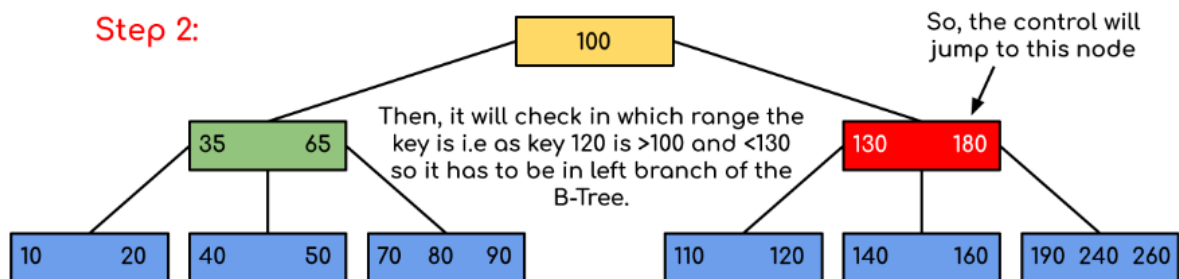 Step 2:
100
So, the control will
jump to this node
Then, it will check in which range the
key is i.e as key 120 is >100 and <130
so it has to be in left branch of the
B-Tree.
35 65
130 180
10 20
40 50
70 80 90
110 120
140 160
190 240 260